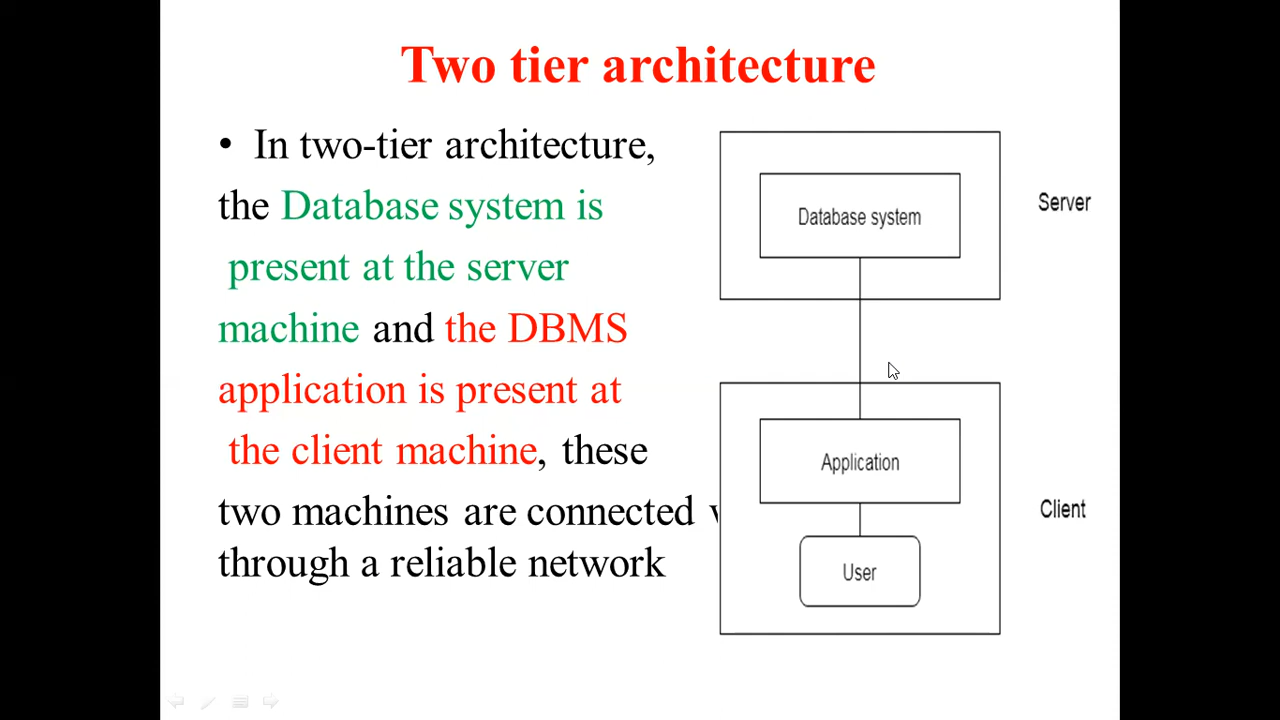 Two tier architecture
• In two-tier architecture,
the Database system is
present at the server
machine and the DBMS
application is present at
the client machine, these
two machines are connected
through a reliable network
Database system
Server
Application
Client
User